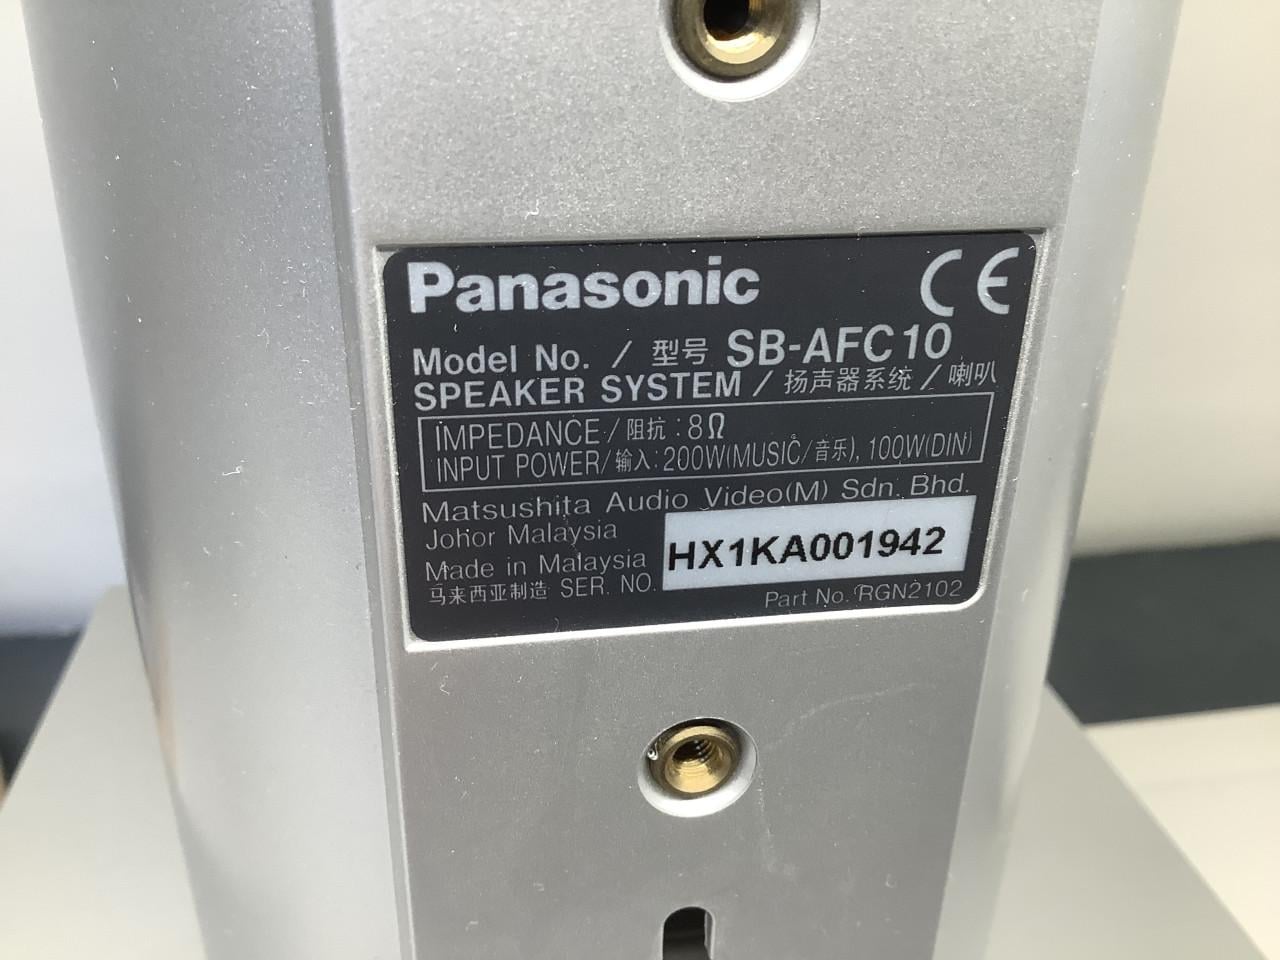 Panasonic CE
Model No. / 型号 SB-AFC10
SPEAKER SYSTEM / 扬声器系统 / 喇叭
IMPEDANCE/阻抗:8Ω
INPUT POWER/输入:200W(MUSIC/音乐), 100W(DIN)
Matsushita Audio Video(M) Sdn. Bhd.
Johor Malaysia
Made in Malaysia
马来西亚制造 SER. NO. HX1KA001942
Part No. RGN2102